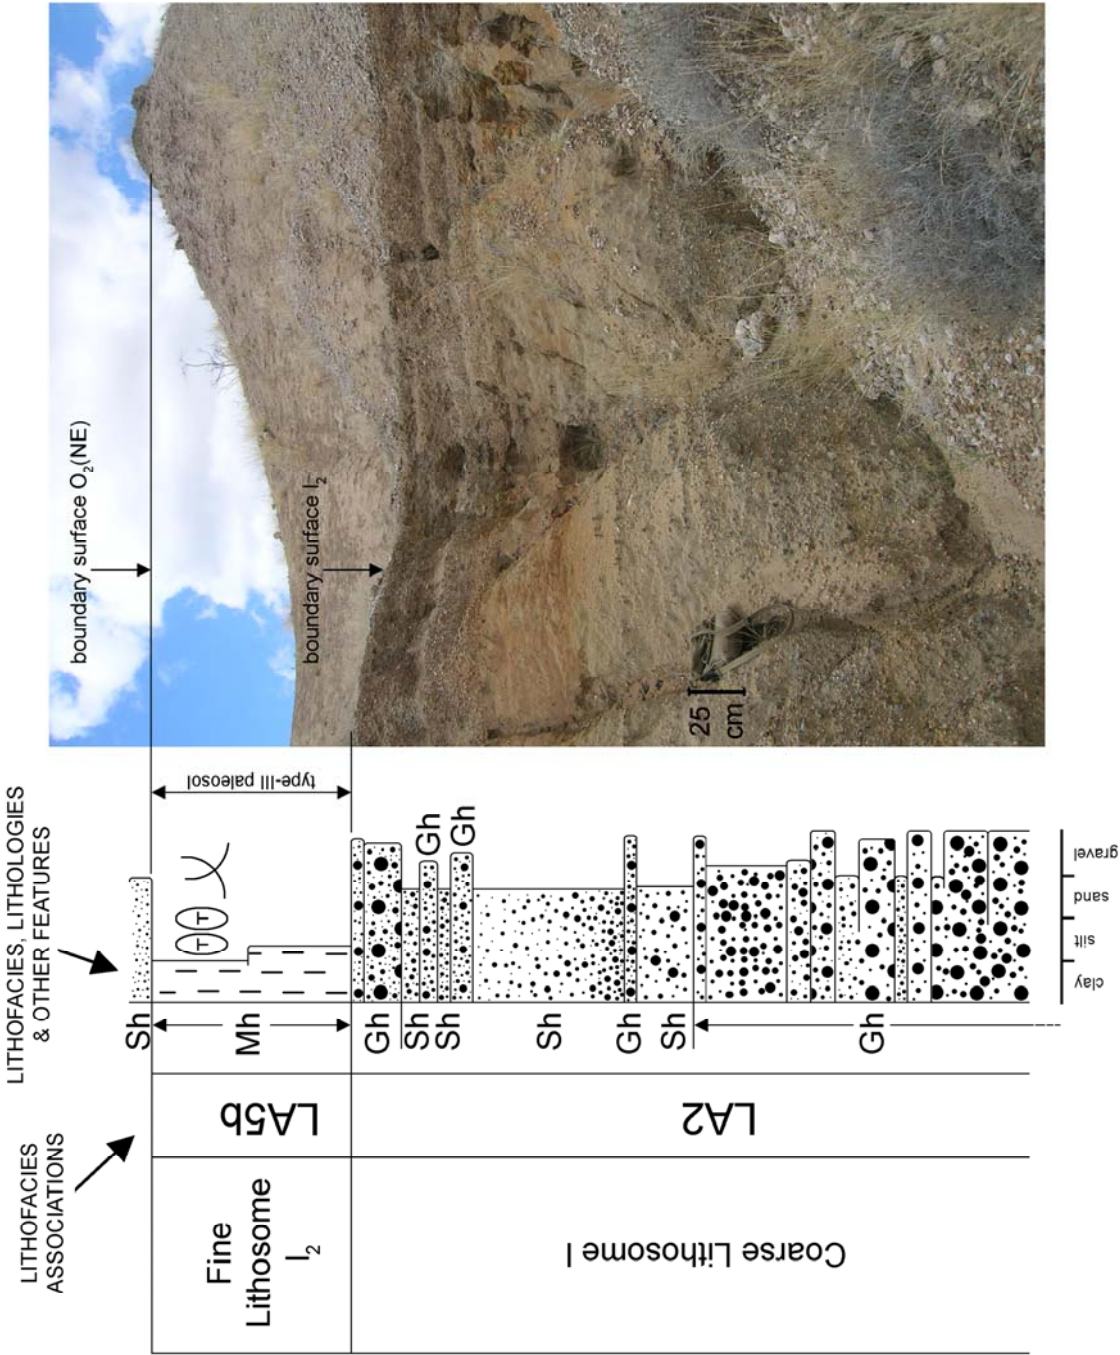 LITHOFACIES
ASSOCIATIONS
LITHOFACIES, LITHOLOGIES
& OTHER FEATURES
boundary surface O₂(NE)
boundary surface I₂
type-III paleosol
25
cm
Fine
Lithosome
I₂
LA5b
Sh
Mh
T
T
Coarse Lithosome I
LA2
Gh
Sh
Sh
Gh
Gh
Sh
Gh
Sh
Gh
clay
silt
sand
gravel